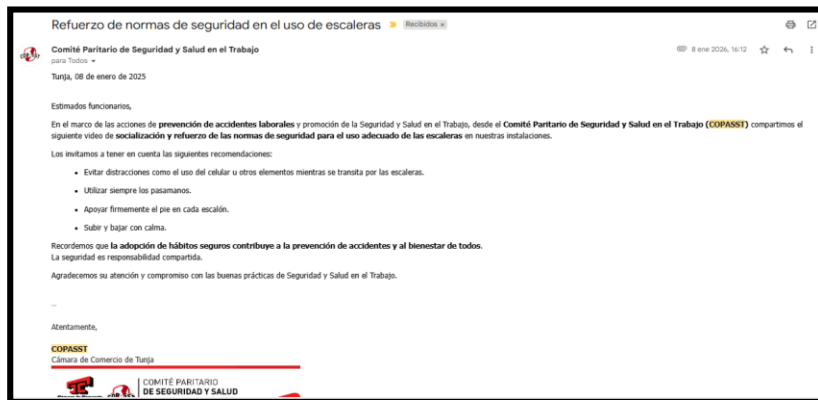 Refuerzo de normas de seguridad en el uso de escaleras
Recibidos ×
Comité Paritario de Seguridad y Salud en el Trabajo
8 ene 2026, 16:12
para Todos
Tunja, 08 de enero de 2025
Estimados funcionarios,
En el marco de las acciones de prevención de accidentes laborales y promoción de la Seguridad y Salud en el Trabajo, desde el Comité Paritario de Seguridad y Salud en el Trabajo (COPASST) compartimos el
siguiente video de socialización y refuerzo de las normas de seguridad para el uso adecuado de las escaleras en nuestras instalaciones.
Los invitamos a tener en cuenta las siguientes recomendaciones:
• Evitar distracciones como el uso del celular u otros elementos mientras se transita por las escaleras.
• Utilizar siempre los pasamanos.
• Apoyar firmemente el pie en cada escalón.
• Subir y bajar con calma.
Recordemos que la adopción de hábitos seguros contribuye a la prevención de accidentes y al bienestar de todos.
La seguridad es responsabilidad compartida.
Agradecemos su atención y compromiso con las buenas prácticas de Seguridad y Salud en el Trabajo.
...
Atentamente,
COPASST
Cámara de Comercio de Tunja
COMITÉ PARITARIO
DE SEGURIDAD Y SALUD